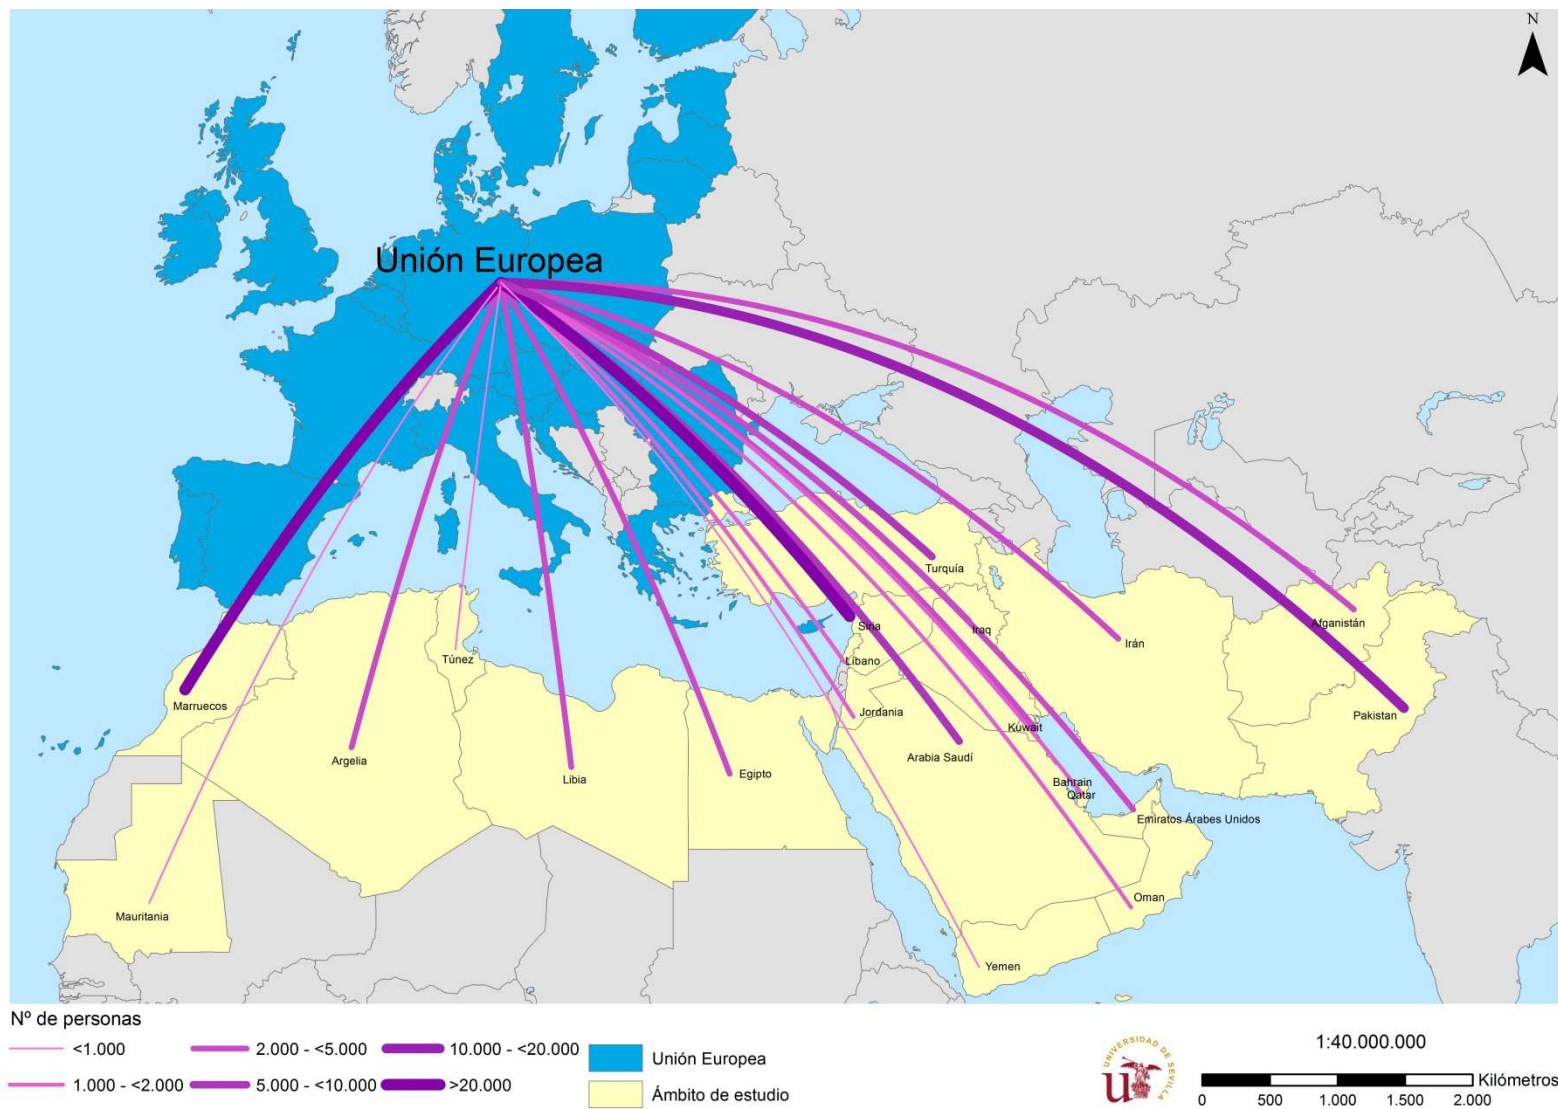 N
Unión Europea
Turquía
Siria
Iraq
Irán
Afganistán
Túnez
Líbano
Marruecos
Jordania
Kuwait
Pakistan
Argelia
Libia
Egipto
Arabia Saudí
Bahrain
Qatar
Emiratos Árabes Unidos
Mauritania
Oman
Yemen
Nº de personas
<1.000
2.000 - <5.000
10.000 - <20.000
Unión Europea
1.000 - <2.000
5.000 - <10.000
>20.000
Ámbito de estudio
UNIVERSIDAD DE SEVILLA
1:40.000.000
Kilómetros
0 500 1.000 1.500 2.000